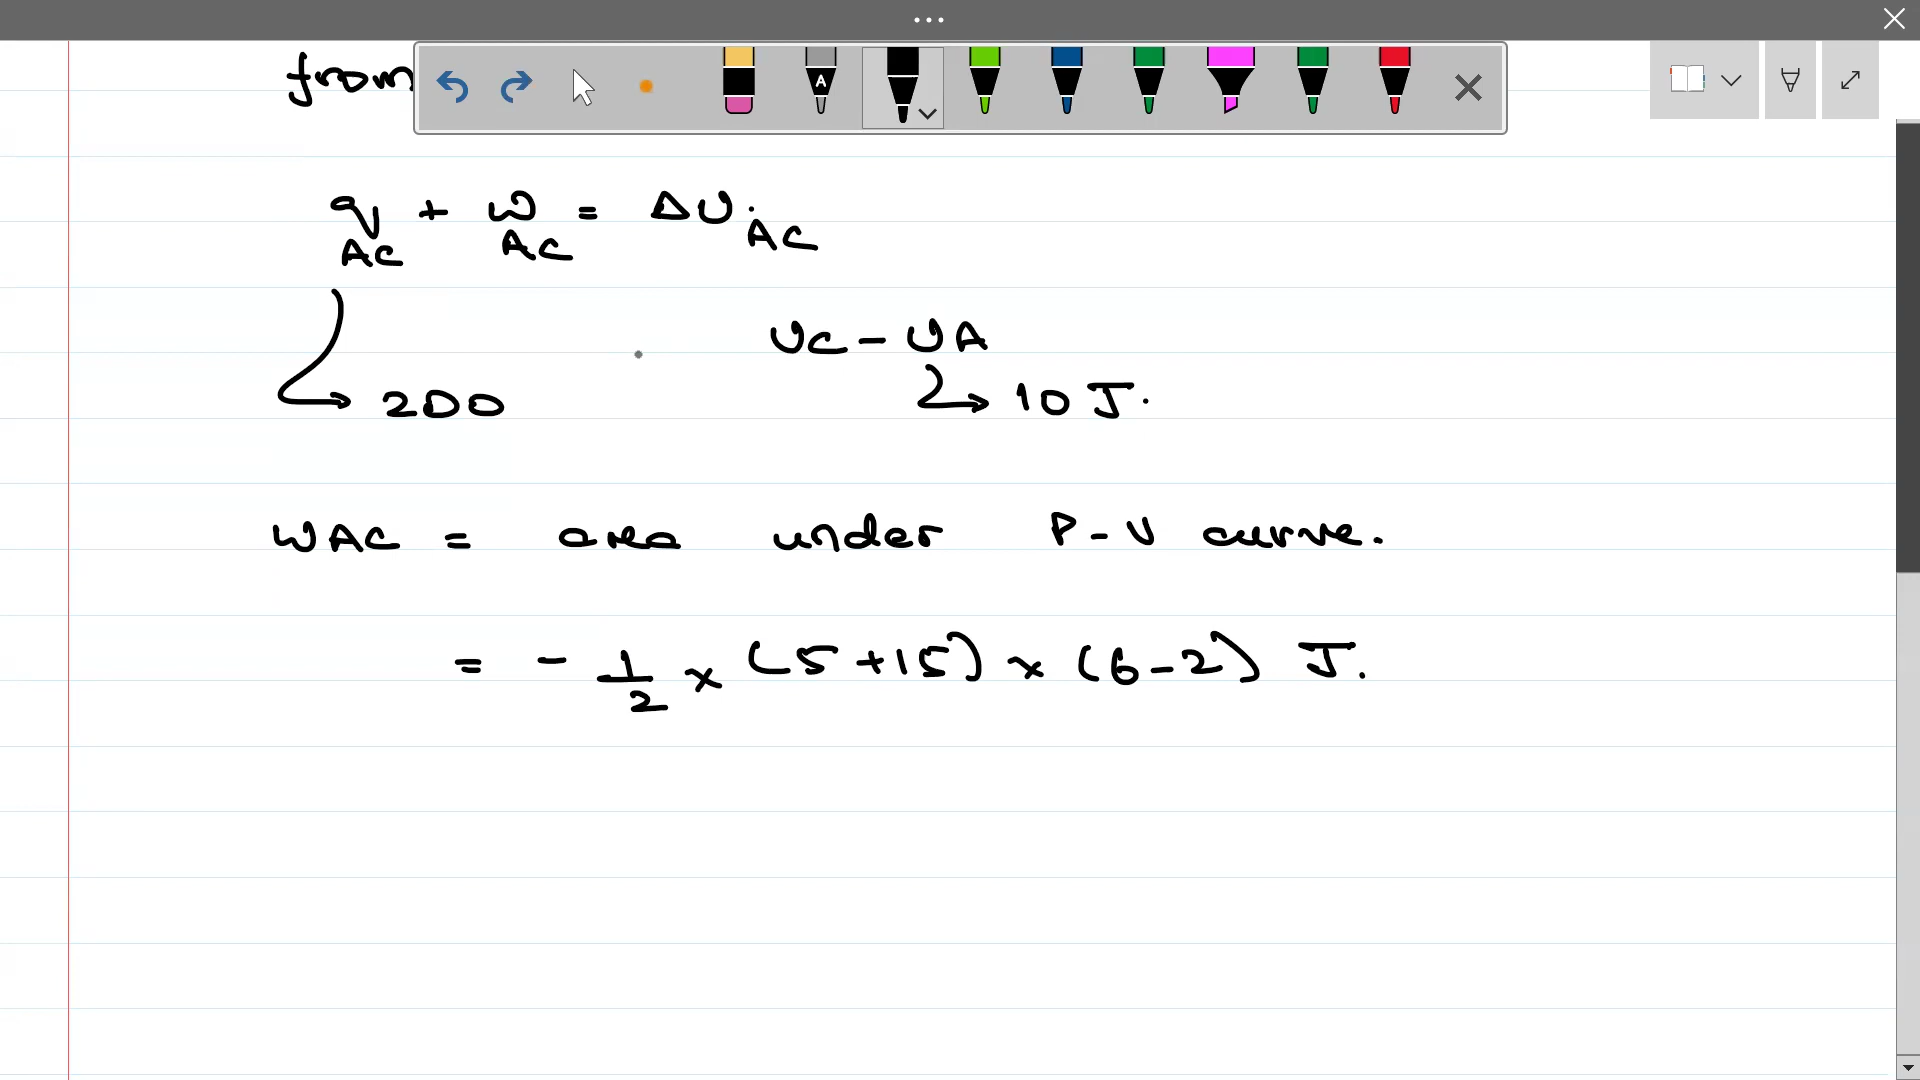 from
q + w = ΔU.
AC AC AC
UC - UA
200 10 J.
WAC = area under P-V curve.
= - 1/2 x (5 + 15) x (6 - 2) J.